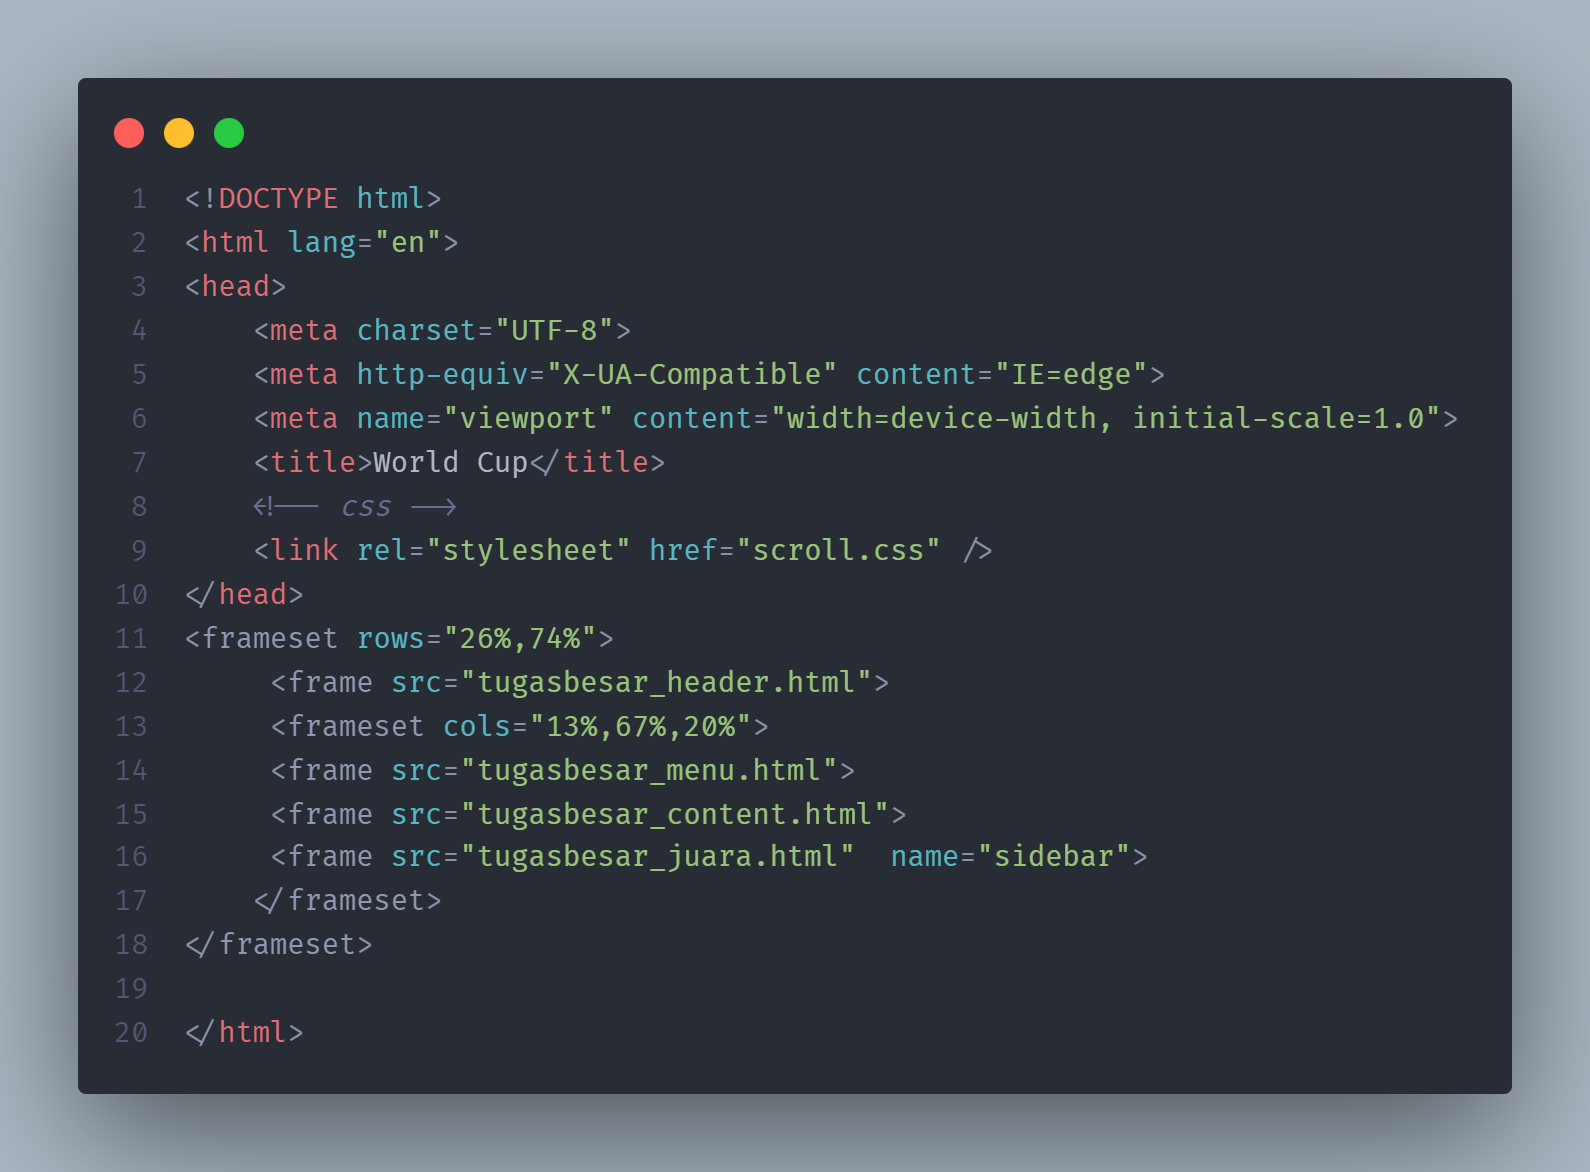 1 <!DOCTYPE html>
2 <html lang="en">
3 <head>
4     <meta charset="UTF-8">
5     <meta http-equiv="X-UA-Compatible" content="IE=edge">
6     <meta name="viewport" content="width=device-width, initial-scale=1.0">
7     <title>World Cup</title>
8     <!-- css -->
9     <link rel="stylesheet" href="scroll.css" />
10 </head>
11 <frameset rows="26%,74%">
12      <frame src="tugasbesar_header.html">
13      <frameset cols="13%,67%,20%">
14      <frame src="tugasbesar_menu.html">
15      <frame src="tugasbesar_content.html">
16      <frame src="tugasbesar_juara.html"  name="sidebar">
17     </frameset>
18 </frameset>
19
20 </html>